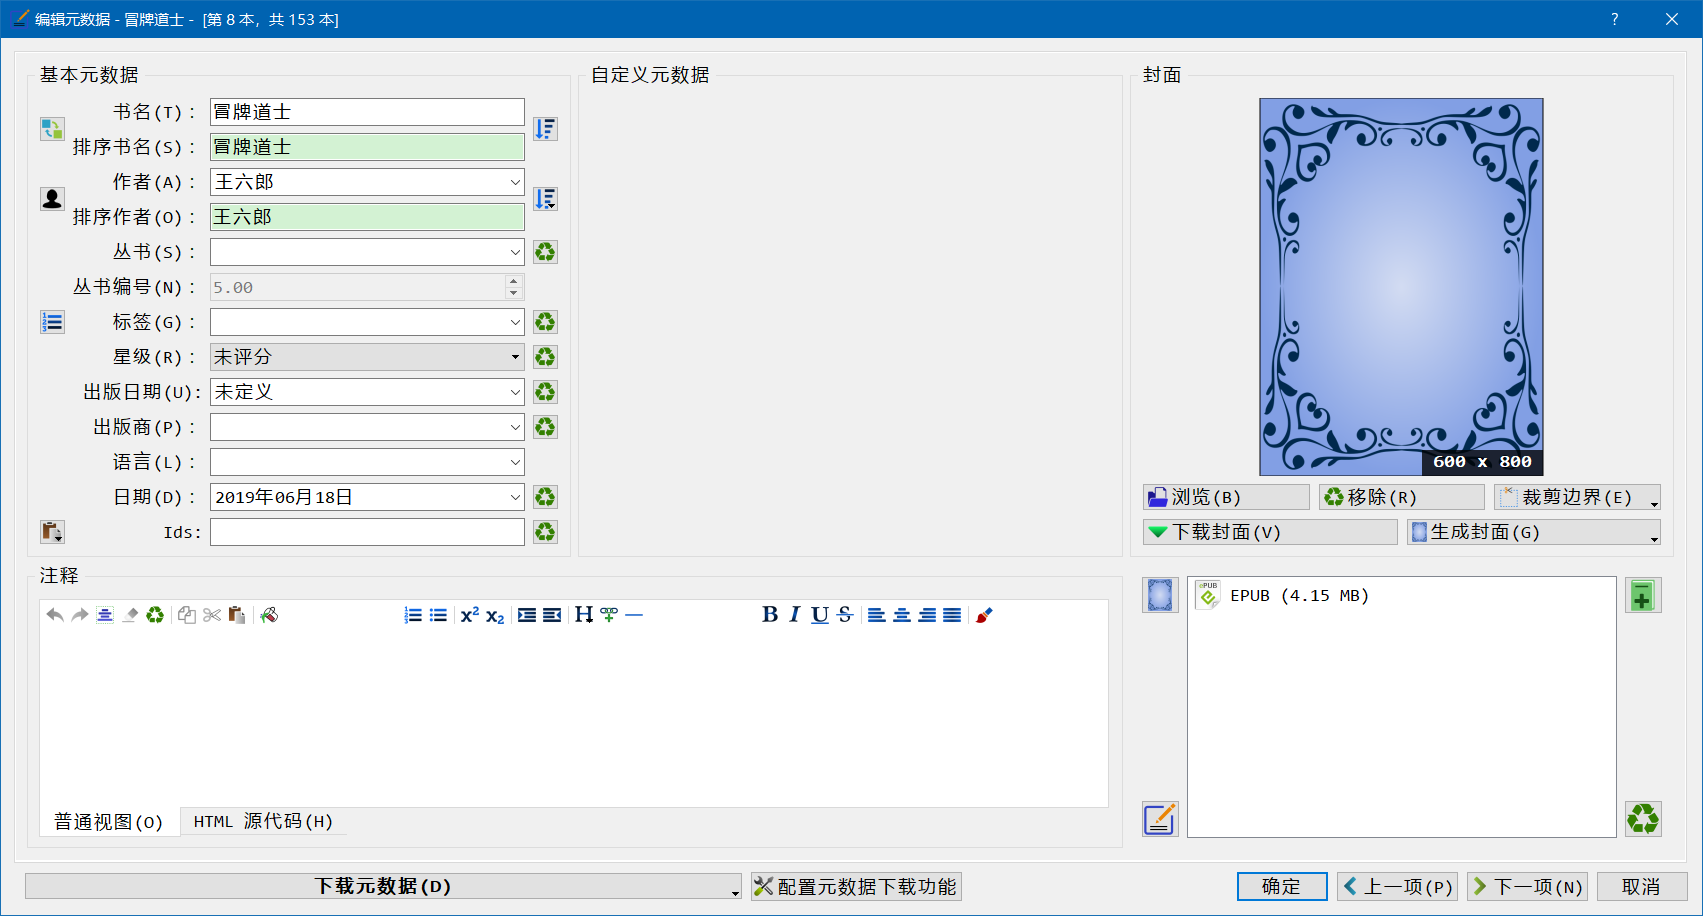 编辑元数据 - 冒牌道士 - [第 8 本，共 153 本]
?
基本元数据
书名(T)：
冒牌道士
排序书名(S)：
冒牌道士
作者(A)：
王六郎
排序作者(O)：
王六郎
丛书(S)：
丛书编号(N)：
5.00
标签(G)：
星级(R)：
未评分
出版日期(U):
未定义
出版商(P)：
语言(L)：
日期(D)：
2019年06月18日
Ids:
自定义元数据
封面
600 x 800
浏览(B)
移除(R)
裁剪边界(E)
下载封面(V)
生成封面(G)
注释
普通视图(O)
HTML 源代码(H)
ePUB
EPUB (4.15 MB)
下载元数据(D)
配置元数据下载功能
确定
上一项(P)
下一项(N)
取消